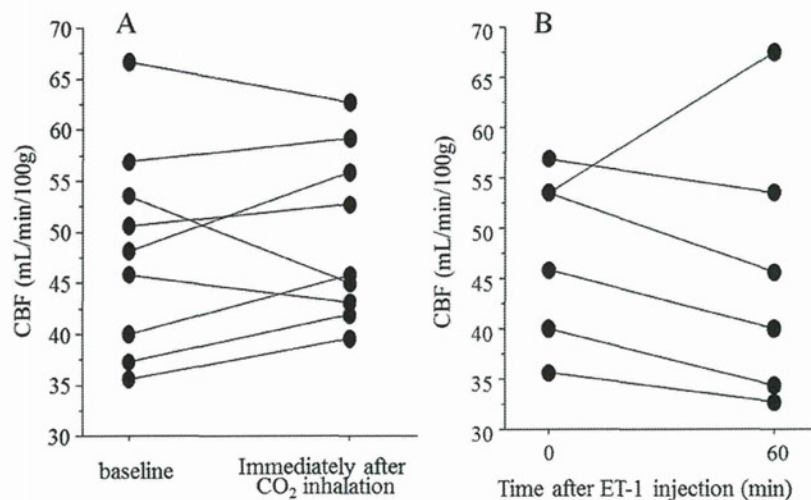 A
70
65
60
55
50
45
40
35
30
CBF (mL/min/100g)
baseline
Immediately after
CO₂ inhalation
B
70
65
60
55
50
45
40
35
30
CBF (mL/min/100g)
0
60
Time after ET-1 injection (min)